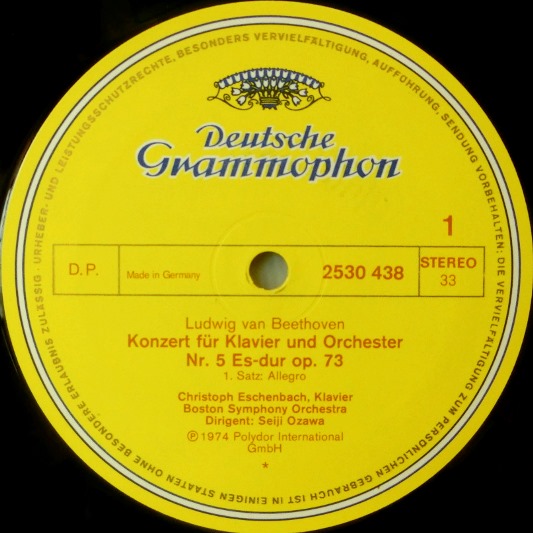 Deutsche
Grammophon
1
D.P.
Made in Germany
2530 438
STEREO
33
Ludwig van Beethoven
Konzert für Klavier und Orchester
Nr. 5 Es-dur op. 73
1. Satz: Allegro
Christoph Eschenbach, Klavier
Boston Symphony Orchestra
Dirigent: Seiji Ozawa
Ⓟ 1974 Polydor International
GmbH
*
URHEBER- UND LEISTUNGSSCHUTZRECHTE, BESONDERS VERVIELFÄLTIGUNG, AUFFÜHRUNG, SENDUNG VORBEHALTEN; DIE VERVIELFÄLTIGUNG ZUM PERSÖNLICHEN GEBRAUCH IST IN EINIGEN STAATEN OHNE BESONDERE ERLAUBNIS ZULÄSSIG ·